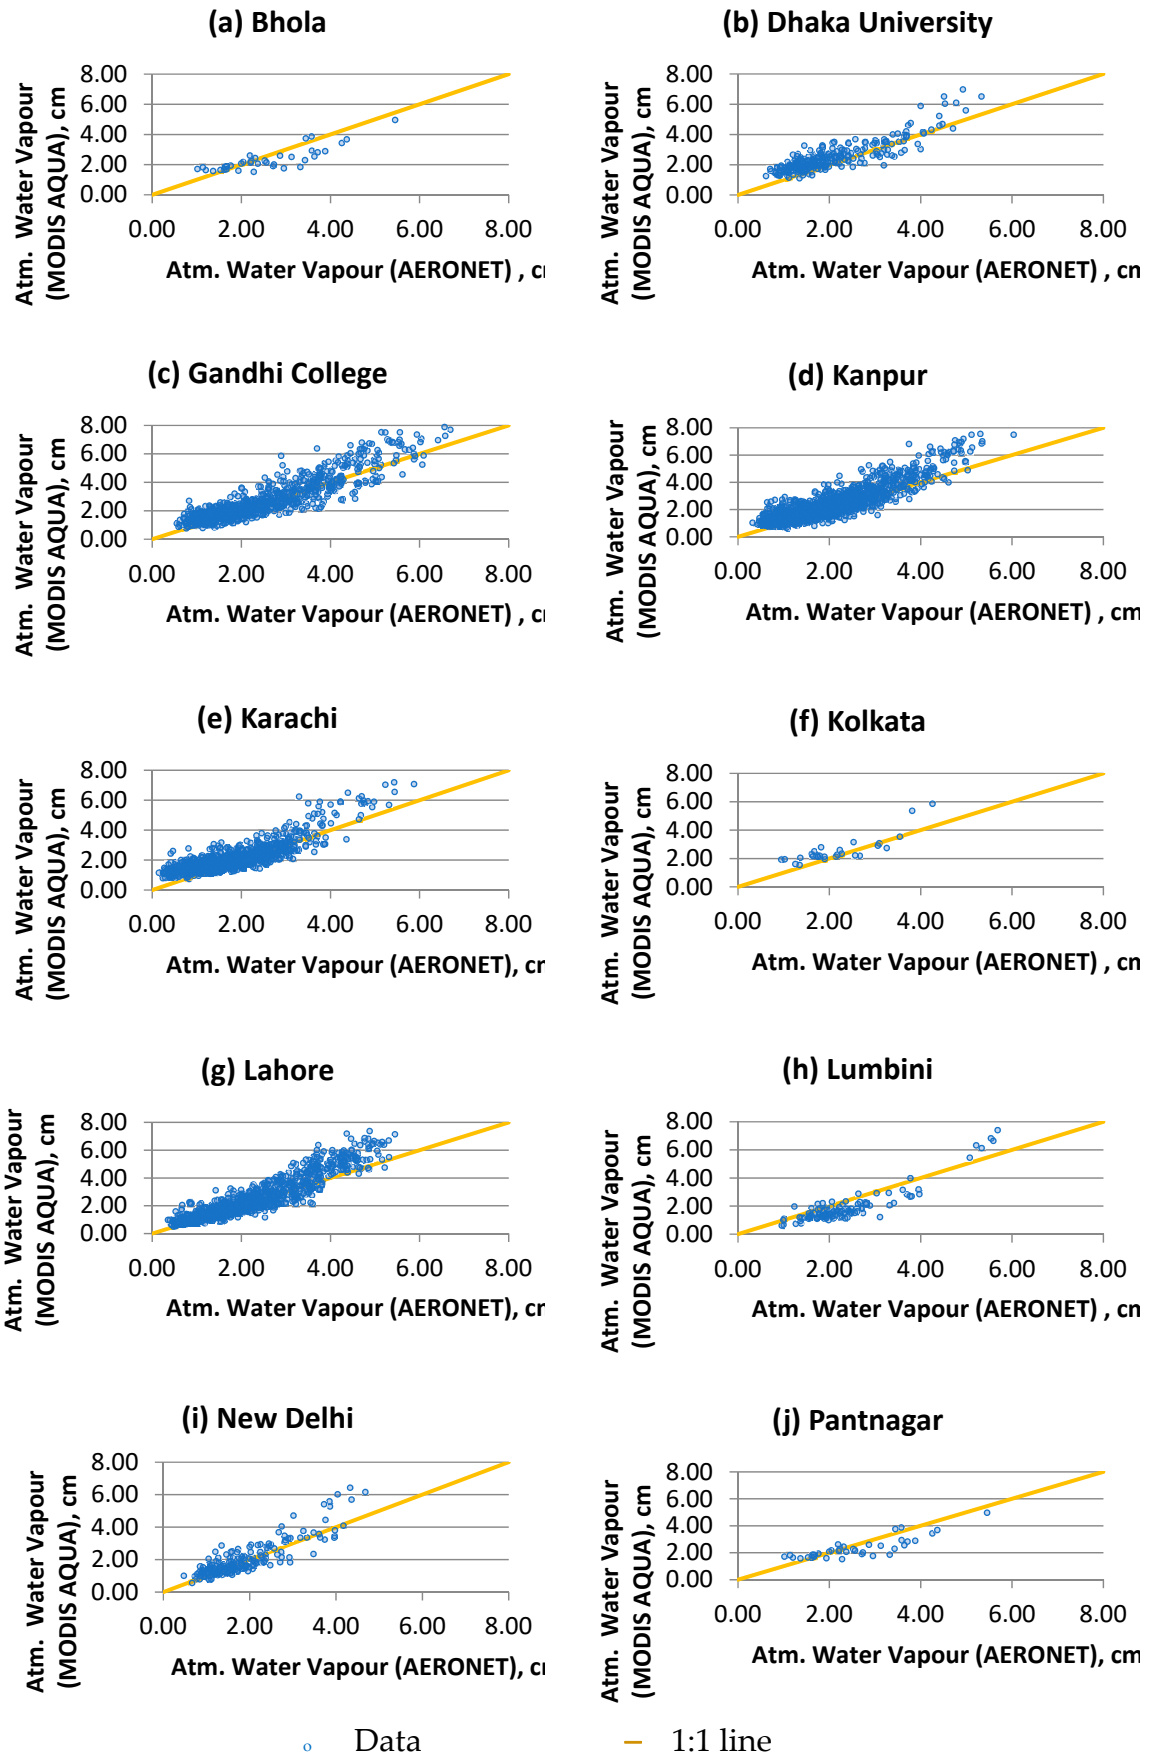 (a) Bhola
Atm. Water Vapour
(MODIS AQUA), cm
8.00
6.00
4.00
2.00
0.00
0.00 2.00 4.00 6.00 8.00
Atm. Water Vapour (AERONET) , cr
(b) Dhaka University
Atm. Water Vapour
(MODIS AQUA), cm
8.00
6.00
4.00
2.00
0.00
0.00 2.00 4.00 6.00 8.00
Atm. Water Vapour (AERONET) , cm
(c) Gandhi College
Atm. Water Vapour
(MODIS AQUA), cm
8.00
6.00
4.00
2.00
0.00
0.00 2.00 4.00 6.00 8.00
Atm. Water Vapour (AERONET) , cr
(d) Kanpur
Atm. Water Vapour
(MODIS AQUA), cm
8.00
6.00
4.00
2.00
0.00
0.00 2.00 4.00 6.00 8.00
Atm. Water Vapour (AERONET) , cm
(e) Karachi
Atm. Water Vapour
(MODIS AQUA), cm
8.00
6.00
4.00
2.00
0.00
0.00 2.00 4.00 6.00 8.00
Atm. Water Vapour (AERONET), cr
(f) Kolkata
Atm. Water Vapour
(MODIS AQUA), cm
8.00
6.00
4.00
2.00
0.00
0.00 2.00 4.00 6.00 8.00
Atm. Water Vapour (AERONET) , cm
(g) Lahore
Atm. Water Vapour
(MODIS AQUA), cm
8.00
6.00
4.00
2.00
0.00
0.00 2.00 4.00 6.00 8.00
Atm. Water Vapour (AERONET), cr
(h) Lumbini
Atm. Water Vapour
(MODIS AQUA), cm
8.00
6.00
4.00
2.00
0.00
0.00 2.00 4.00 6.00 8.00
Atm. Water Vapour (AERONET) , cm
(i) New Delhi
Atm. Water Vapour
(MODIS AQUA), cm
8.00
6.00
4.00
2.00
0.00
0.00 2.00 4.00 6.00 8.00
Atm. Water Vapour (AERONET), cr
(j) Pantnagar
Atm. Water Vapour
(MODIS AQUA), cm
8.00
6.00
4.00
2.00
0.00
0.00 2.00 4.00 6.00 8.00
Atm. Water Vapour (AERONET), cm
Data 1:1 line